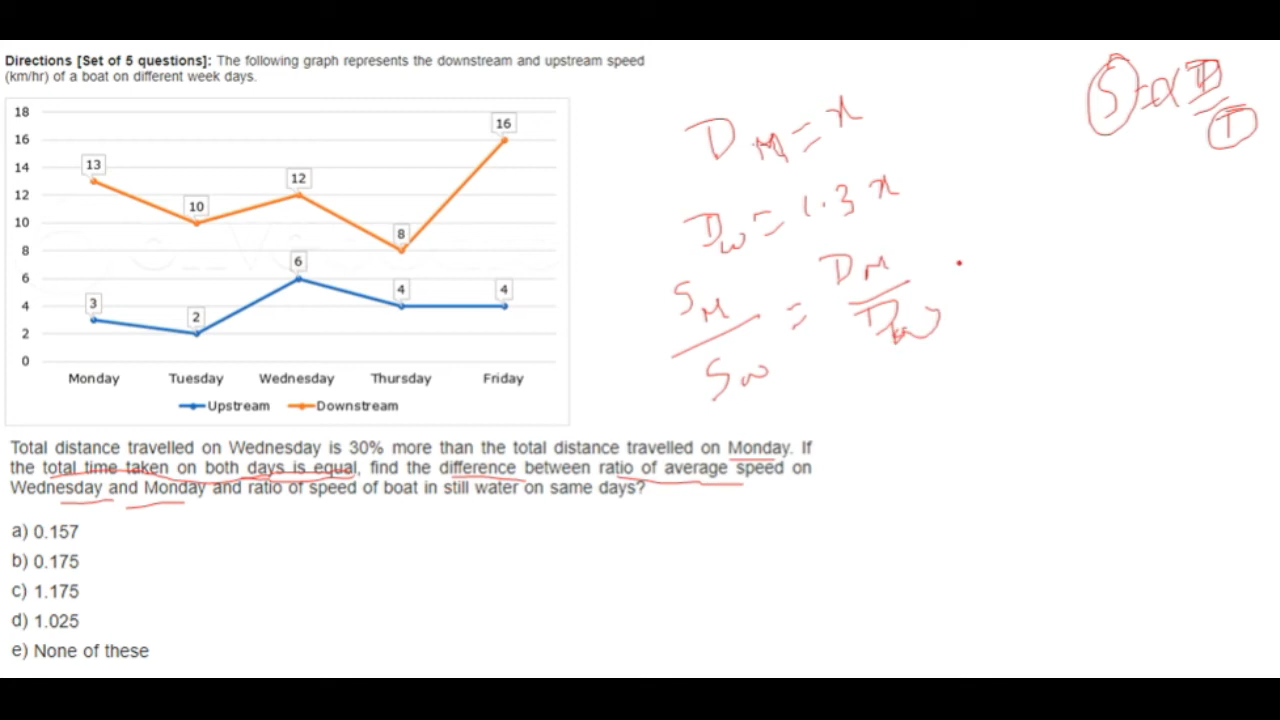 Directions [Set of 5 questions]: The following graph represents the downstream and upstream speed
(km/hr) of a boat on different week days.
18
16
14
12
10
8
6
4
2
0
13
10
12
8
16
3
2
6
4
4
Monday Tuesday Wednesday Thursday Friday
Upstream Downstream
D_M = x
D_W = 1.3 x
S_M / S_W = D_M / D_W
S ∝ D / T
Total distance travelled on Wednesday is 30% more than the total distance travelled on Monday. If
the total time taken on both days is equal, find the difference between ratio of average speed on
Wednesday and Monday and ratio of speed of boat in still water on same days?
a) 0.157
b) 0.175
c) 1.175
d) 1.025
e) None of these